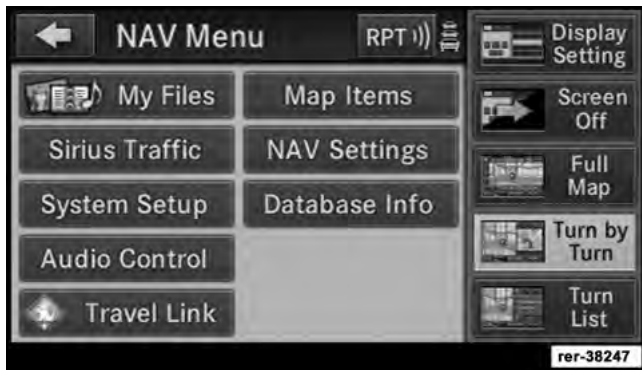 NAV Menu
RPT
My Files
Map Items
Sirius Traffic
NAV Settings
System Setup
Database Info
Audio Control
Travel Link
Display
Setting
Screen
Off
Full
Map
Turn by
Turn
Turn
List
rer-38247